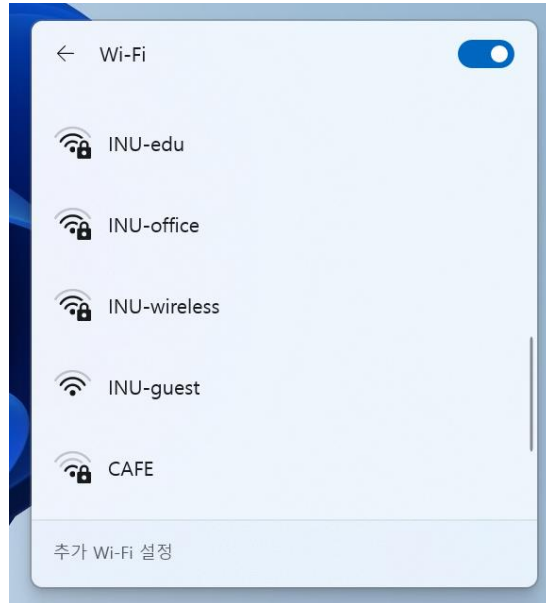 Wi-Fi
INU-edu
INU-office
INU-wireless
INU-guest
CAFE
추가 Wi-Fi 설정